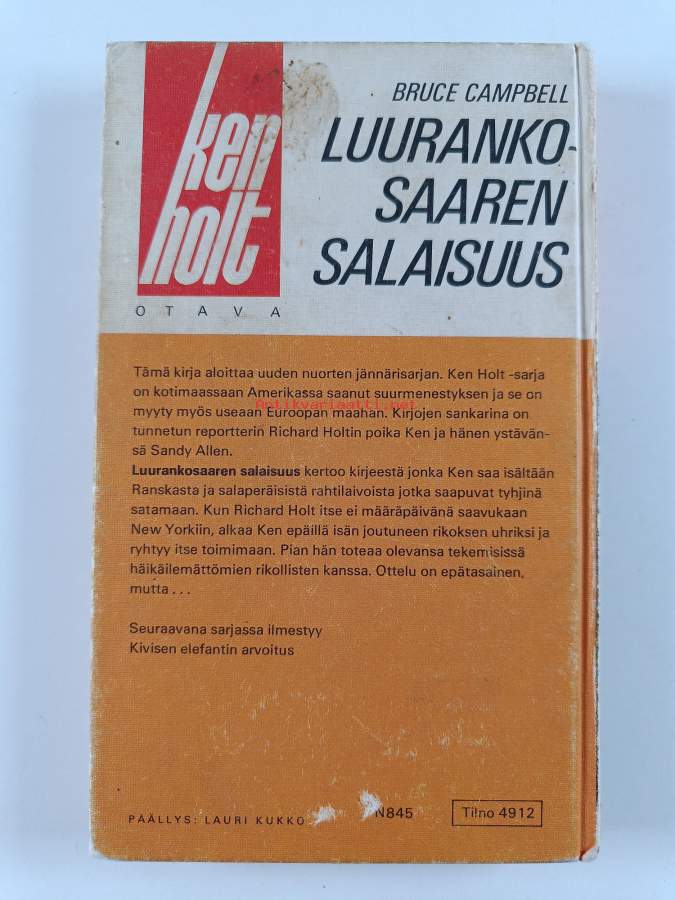 ken
holt
OTAVA
BRUCE CAMPBELL
LUURANKO-
SAAREN
SALAISUUS
Tämä kirja aloittaa uuden nuorten jännärisarjan. Ken Holt -sarja
on kotimaassaan Amerikassa saanut suurmenestyksen ja se on
myyty myös useaan Euroopan maahan. Kirjojen sankarina on
Antikvariaatti.net
tunnetun reportterin Richard Holtin poika Ken ja hänen ystävän-
sä Sandy Allen.
Luurankosaaren salaisuus kertoo kirjeestä jonka Ken saa isältään
Ranskasta ja salaperäisistä rahtilaivoista jotka saapuvat tyhjinä
satamaan. Kun Richard Holt itse ei määräpäivänä saavukaan
New Yorkiin, alkaa Ken epäillä isän joutuneen rikoksen uhriksi ja
ryhtyy itse toimimaan. Pian hän toteaa olevansa tekemisissä
häikäilemättömien rikollisten kanssa. Ottelu on epätasainen,
mutta . . .
Seuraavana sarjassa ilmestyy
Kivisen elefantin arvoitus
PÄÄLLYS: LAURI KUKKO
N845
Tilno 4912